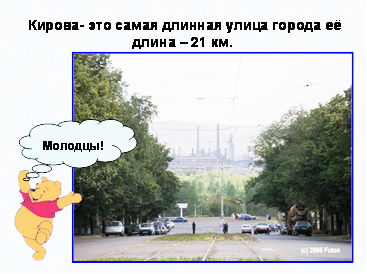 Кирова- это самая длинная улица города её
длина – 21 км.
Молодцы!
(c) 2005 Foton